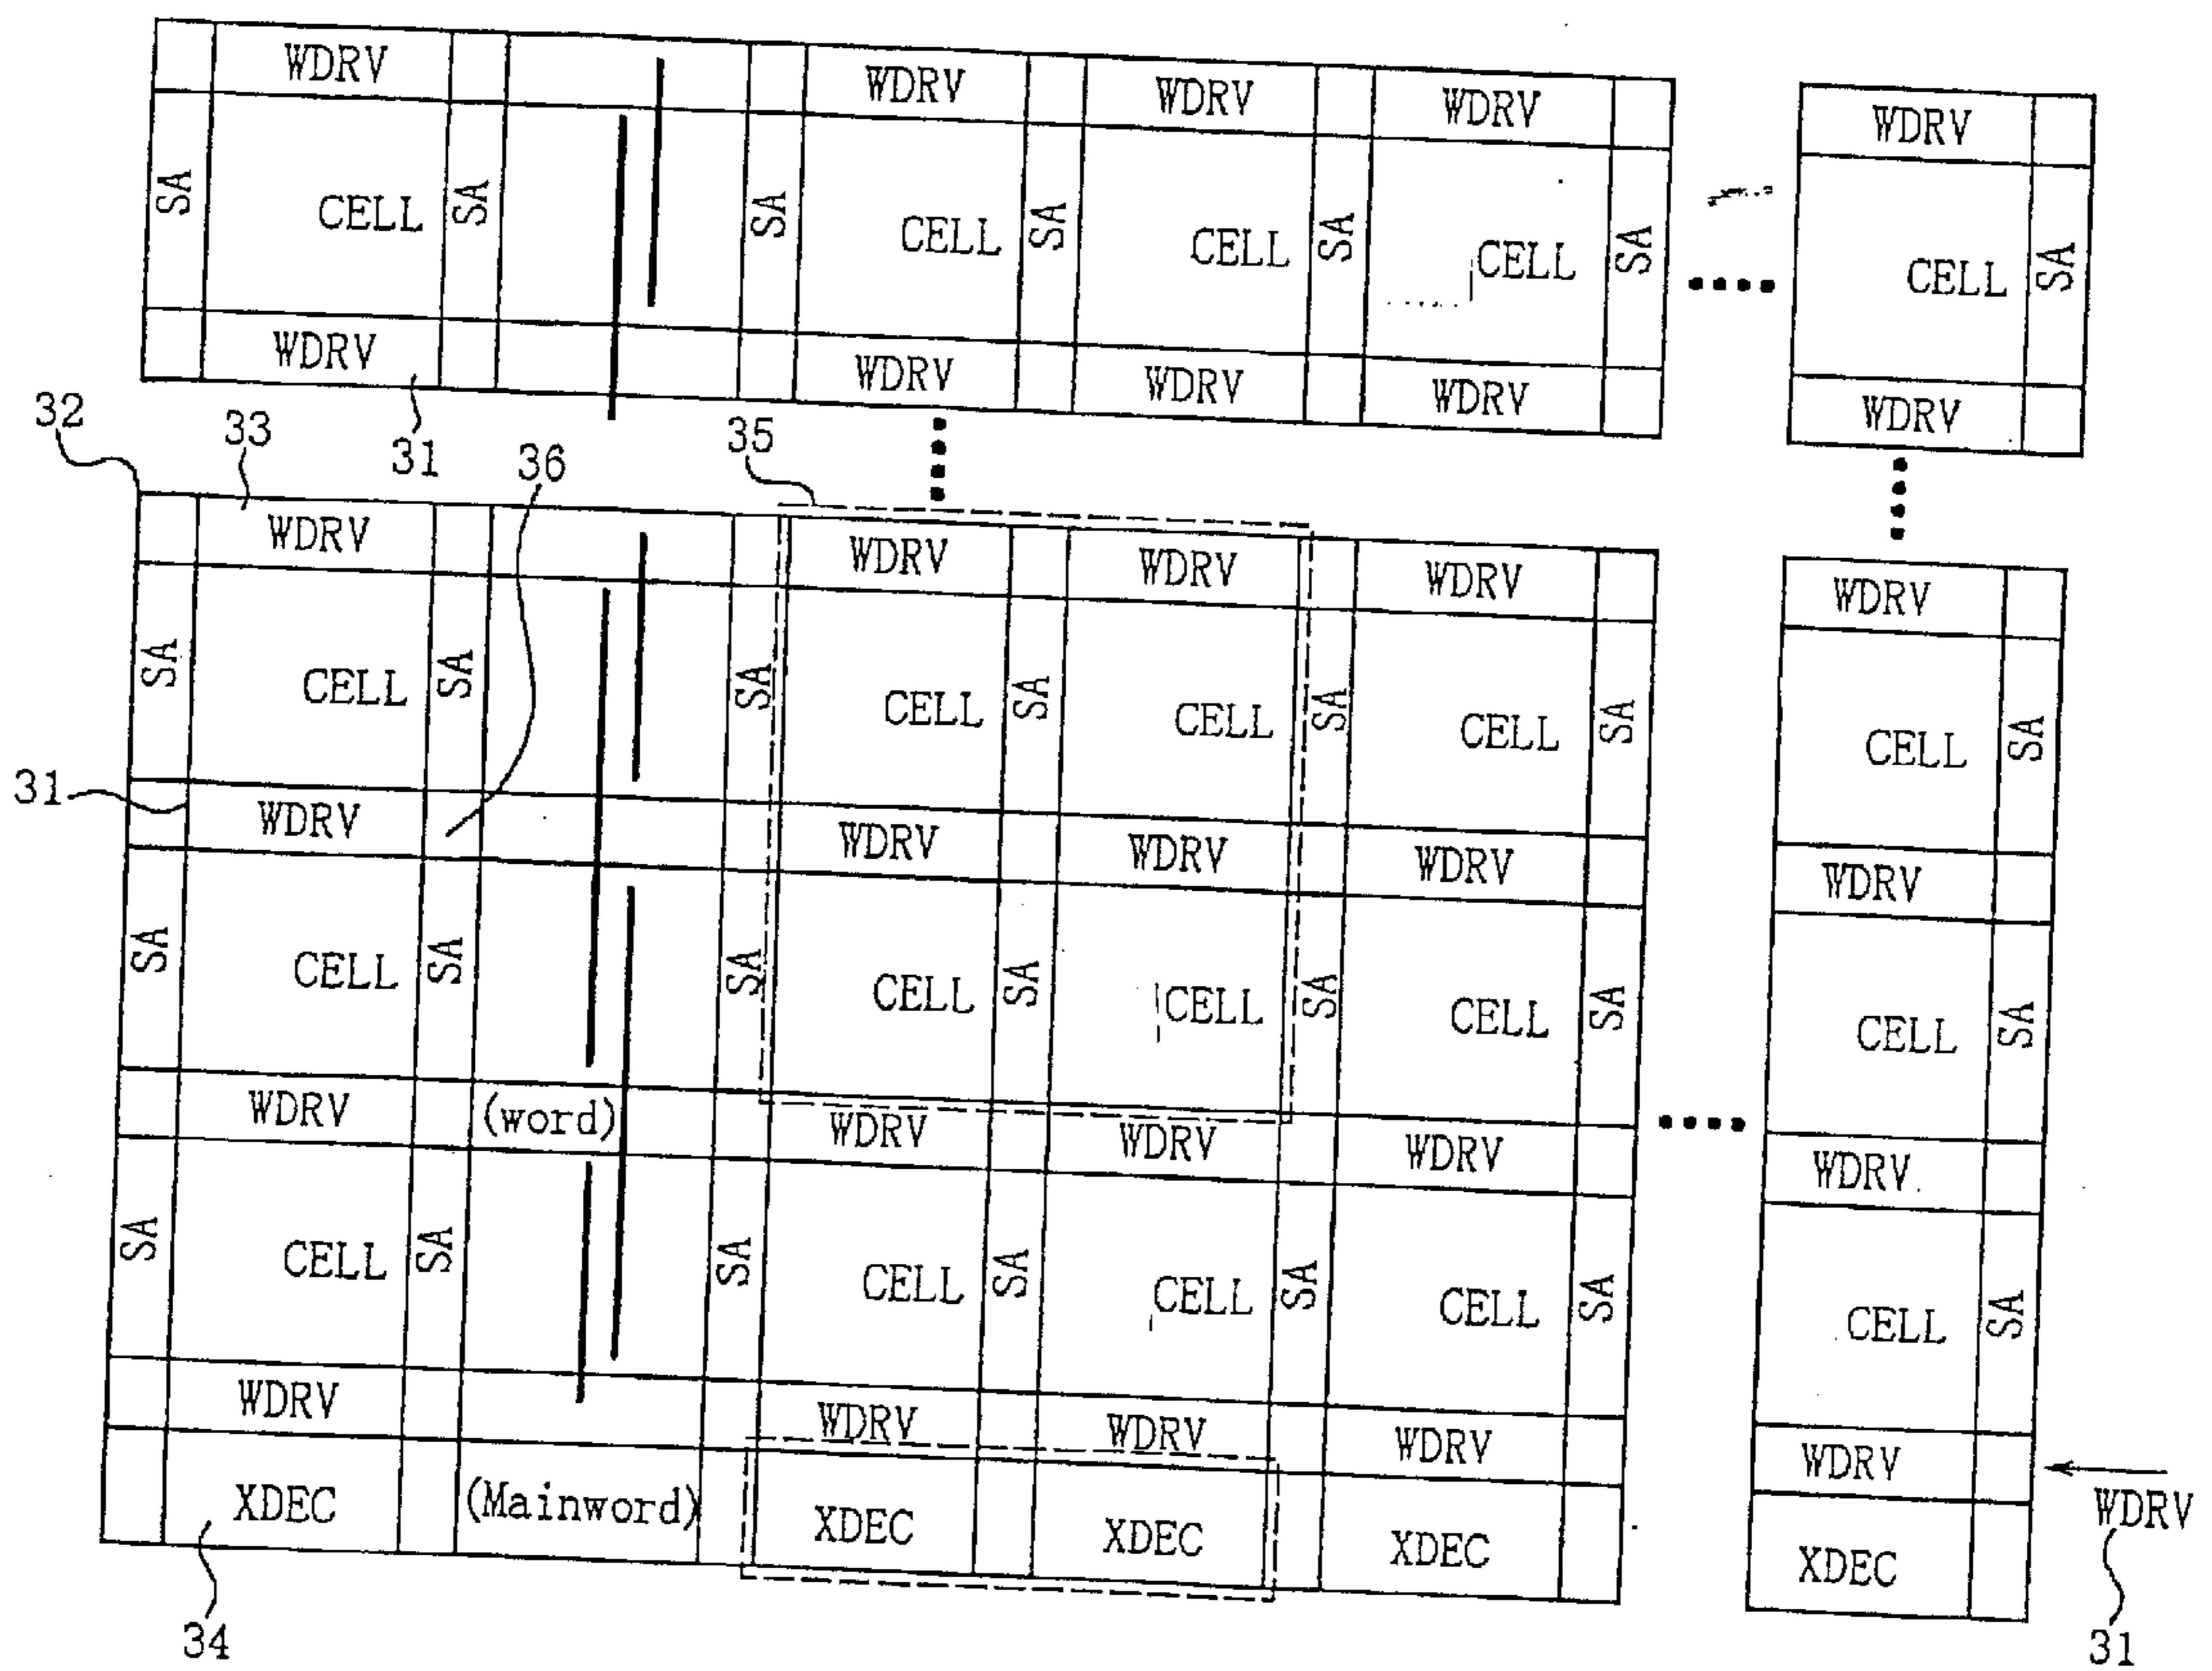 WDRV WDRV WDRV WDRV WDRV
SA CELL SA SA CELL SA CELL SA CELL SA CELL SA
WDRV WDRV WDRV WDRV WDRV
32 33 31 36 35
WDRV WDRV WDRV WDRV WDRV
SA CELL SA SA CELL SA CELL SA CELL SA CELL SA
31 WDRV WDRV WDRV WDRV WDRV
SA CELL SA SA CELL SA CELL SA CELL SA CELL SA
WDRV (word) WDRV WDRV WDRV WDRV
SA CELL SA SA CELL SA CELL SA CELL SA CELL SA
WDRV WDRV WDRV WDRV WDRV WDRV
XDEC (Mainword) XDEC XDEC XDEC XDEC
34 31